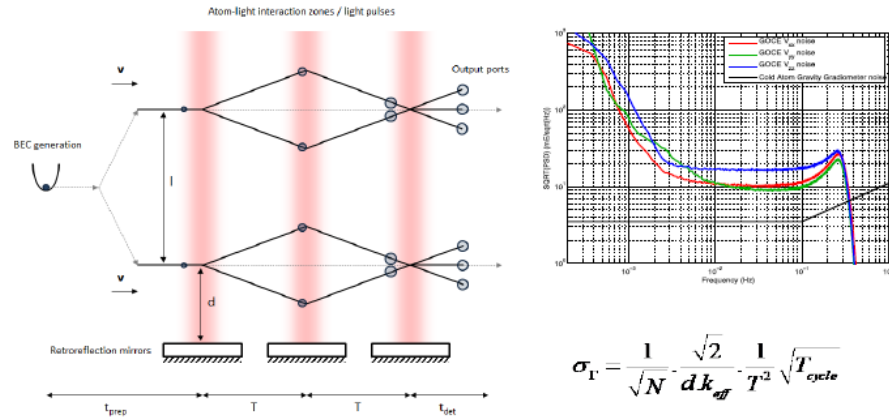 Atom-light interaction zones / light pulses
v
Output ports
BEC generation
l
v
d
Retroreflection mirrors
t_prep T T t_det
SQRT(PSD) (mE/sqrt(Hz))
GOCE V_xx noise
GOCE V_yy noise
GOCE V_zz noise
Cold Atom Gravity Gradiometer noise
Frequency (Hz)
σ_Γ = 1/√N · √2/(d k_eff) · 1/T² √T_cycle